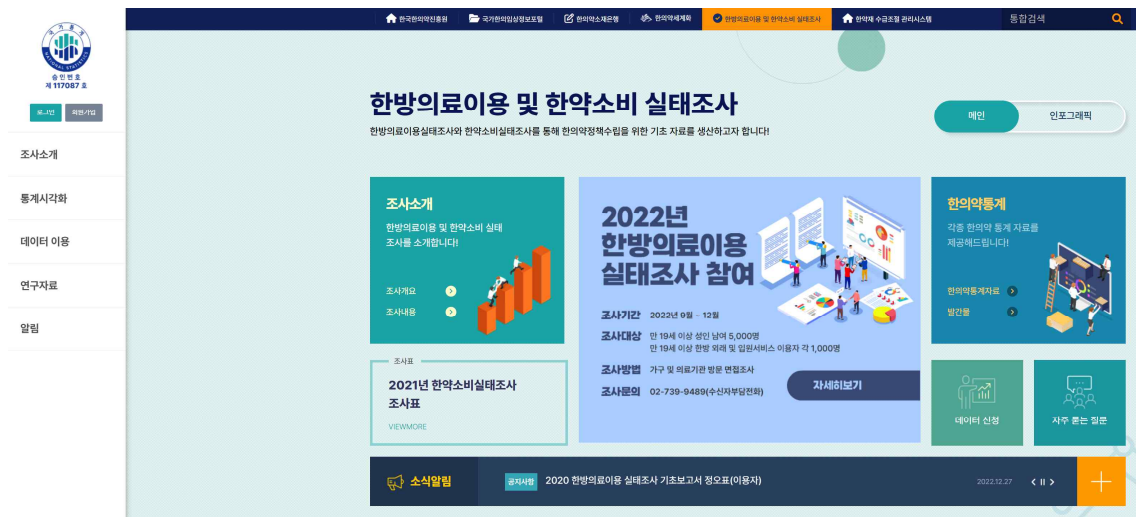 한국한의약진흥원
국가한의임상정보포털
한약소재은행
한의약세계화
한방의료이용 및 한약소비 실태조사
한약재 수급조절 관리시스템
통합검색
국가통계
NATIONAL STATISTICS
승인번호
제 117087 호
로그인
회원가입
조사소개
통계시각화
데이터 이용
연구자료
알림
한방의료이용 및 한약소비 실태조사
한방의료이용실태조사와 한약소비실태조사를 통해 한의약정책수립을 위한 기초 자료를 생산하고자 합니다!
메인
인포그래픽
조사소개
한방의료이용 및 한약소비 실태
조사를 소개합니다!
조사개요
조사내용
조사표
2021년 한약소비실태조사
조사표
VIEWMORE
2022년
한방의료이용
실태조사 참여
조사기간 2022년 9월 - 12월
조사대상 만 19세 이상 성인 남여 5,000명
만 19세 이상 한방 외래 및 입원서비스 이용자 각 1,000명
조사방법 가구 및 의료기관 방문 면접조사
조사문의 02-739-9489(수신자부담전화)
자세히보기
한의약통계
각종 한의약 통계 자료를
제공해드립니다!
한의약통계자료
발간물
데이터 신청
자주 묻는 질문
소식알림
공지사항
2020 한방의료이용 실태조사 기초보고서 정오표(이용자)
2022.12.27